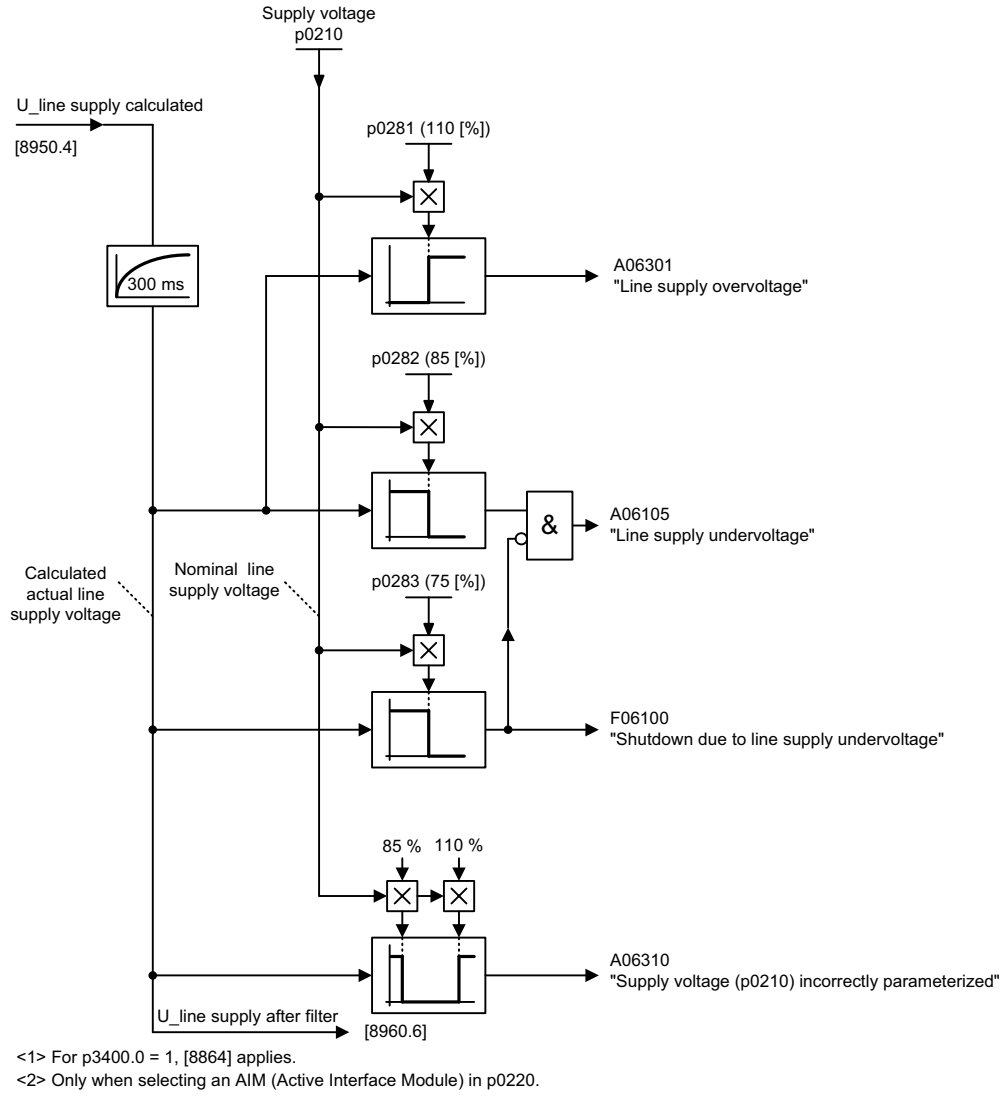 Supply voltage
p0210
U_line supply calculated
[8950.4]
p0281 (110 [%])
300 ms
A06301
"Line supply overvoltage"
p0282 (85 [%])
&
A06105
"Line supply undervoltage"
Calculated
actual line
supply voltage
Nominal line
supply voltage
p0283 (75 [%])
F06100
"Shutdown due to line supply undervoltage"
85 %
110 %
A06310
"Supply voltage (p0210) incorrectly parameterized"
U_line supply after filter
[8960.6]
<1> For p3400.0 = 1, [8864] applies.
<2> Only when selecting an AIM (Active Interface Module) in p0220.